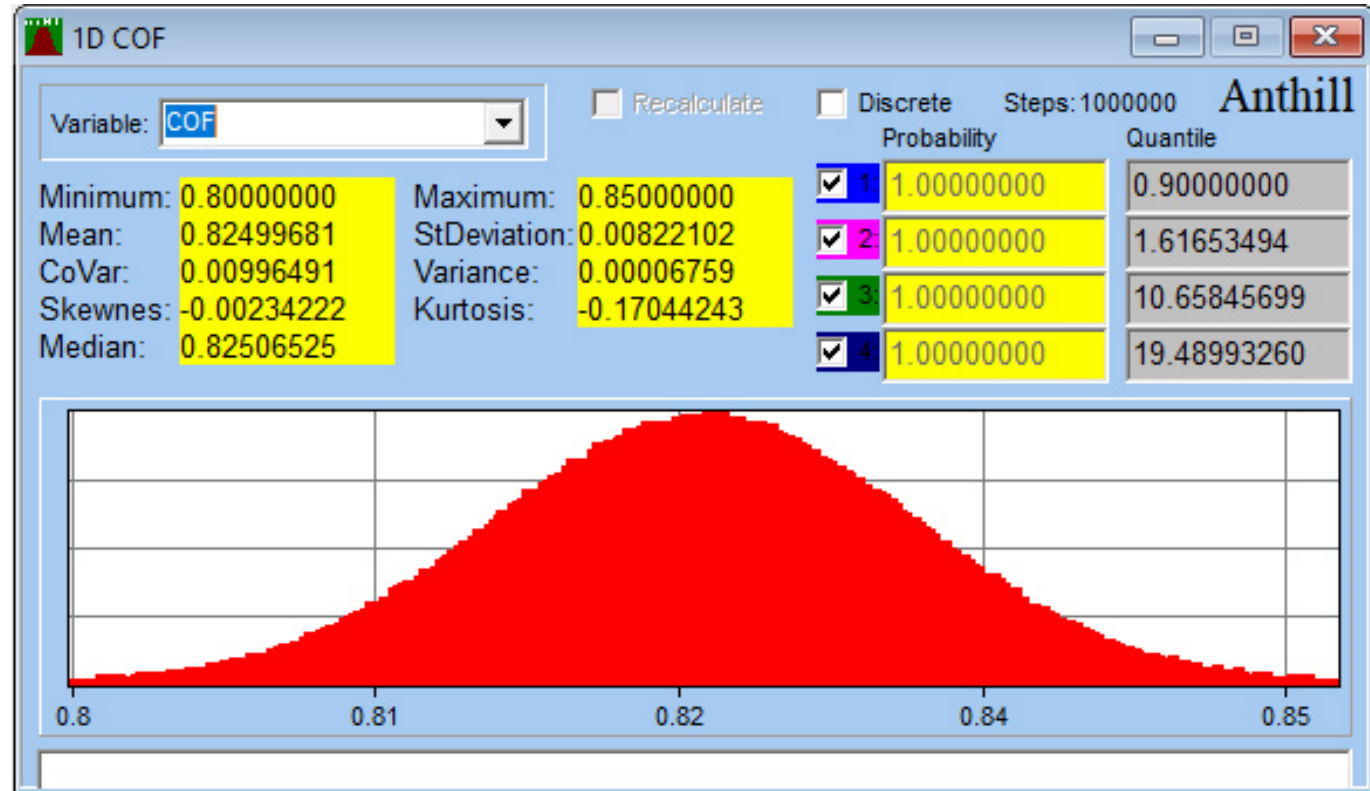 1D COF
Variable: COF
Recalculate
Discrete Steps:1000000 Anthill
Probability Quantile
1: 1.00000000 0.90000000
2: 1.00000000 1.61653494
3: 1.00000000 10.65845699
4: 1.00000000 19.48993260
Minimum: 0.80000000 Maximum: 0.85000000
Mean: 0.82499681 StDeviation: 0.00822102
CoVar: 0.00996491 Variance: 0.00006759
Skewnes: -0.00234222 Kurtosis: -0.17044243
Median: 0.82506525
0.8 0.81 0.82 0.84 0.85